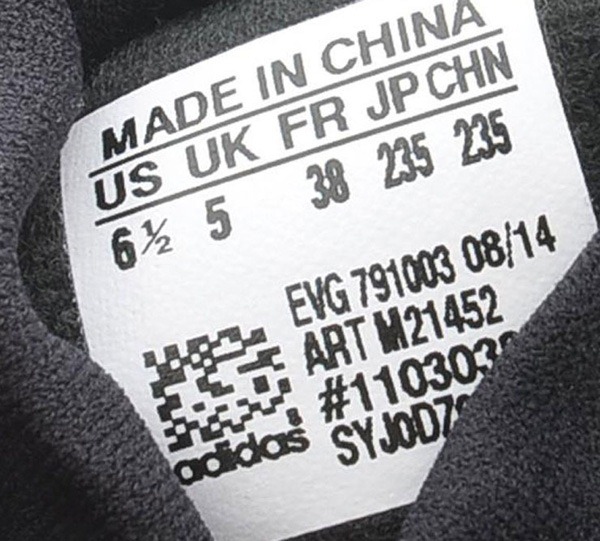 MADE IN CHINA
US UK FR JP CHN
6½ 5 38 235 235
EVG 791003 08/14
ART M21452
adidas